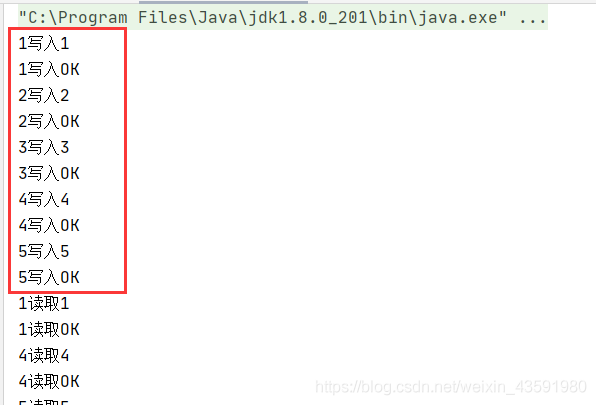 "C:\Program Files\Java\jdk1.8.0_201\bin\java.exe" ...
1写入1
1写入OK
2写入2
2写入OK
3写入3
3写入OK
4写入4
4写入OK
5写入5
5写入OK
1读取1
1读取OK
4读取4
4读取OK
5读取5
https://blog.csdn.net/weixin_43591980